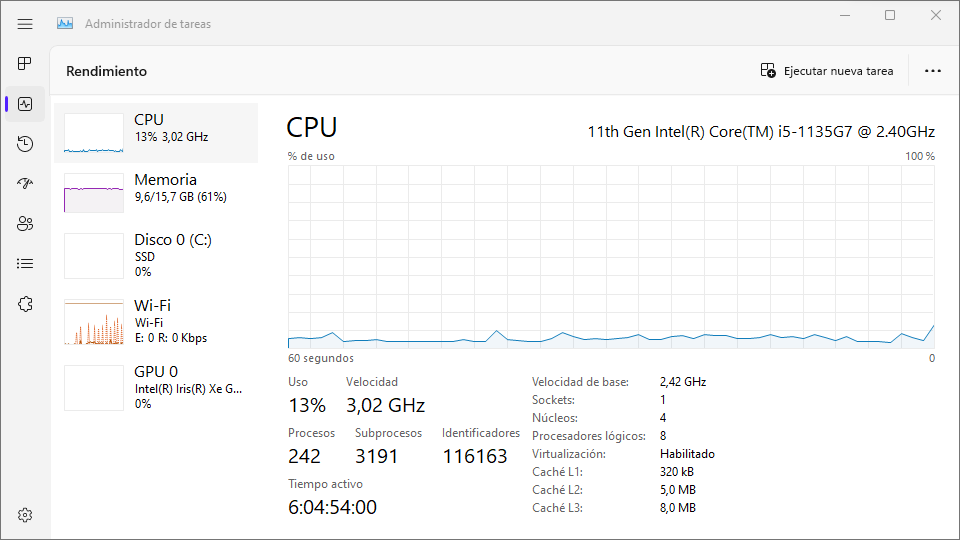 Administrador de tareas
Rendimiento
Ejecutar nueva tarea
CPU
13% 3,02 GHz
Memoria
9,6/15,7 GB (61%)
Disco 0 (C:)
SSD
0%
Wi-Fi
Wi-Fi
E: 0 R: 0 Kbps
GPU 0
Intel(R) Iris(R) Xe G...
0%
CPU
11th Gen Intel(R) Core(TM) i5-1135G7 @ 2.40GHz
% de uso
100 %
60 segundos
0
Uso
Velocidad
13%
3,02 GHz
Procesos
Subprocesos
Identificadores
242
3191
116163
Tiempo activo
6:04:54:00
Velocidad de base:
2,42 GHz
Sockets:
1
Núcleos:
4
Procesadores lógicos:
8
Virtualización:
Habilitado
Caché L1:
320 kB
Caché L2:
5,0 MB
Caché L3:
8,0 MB